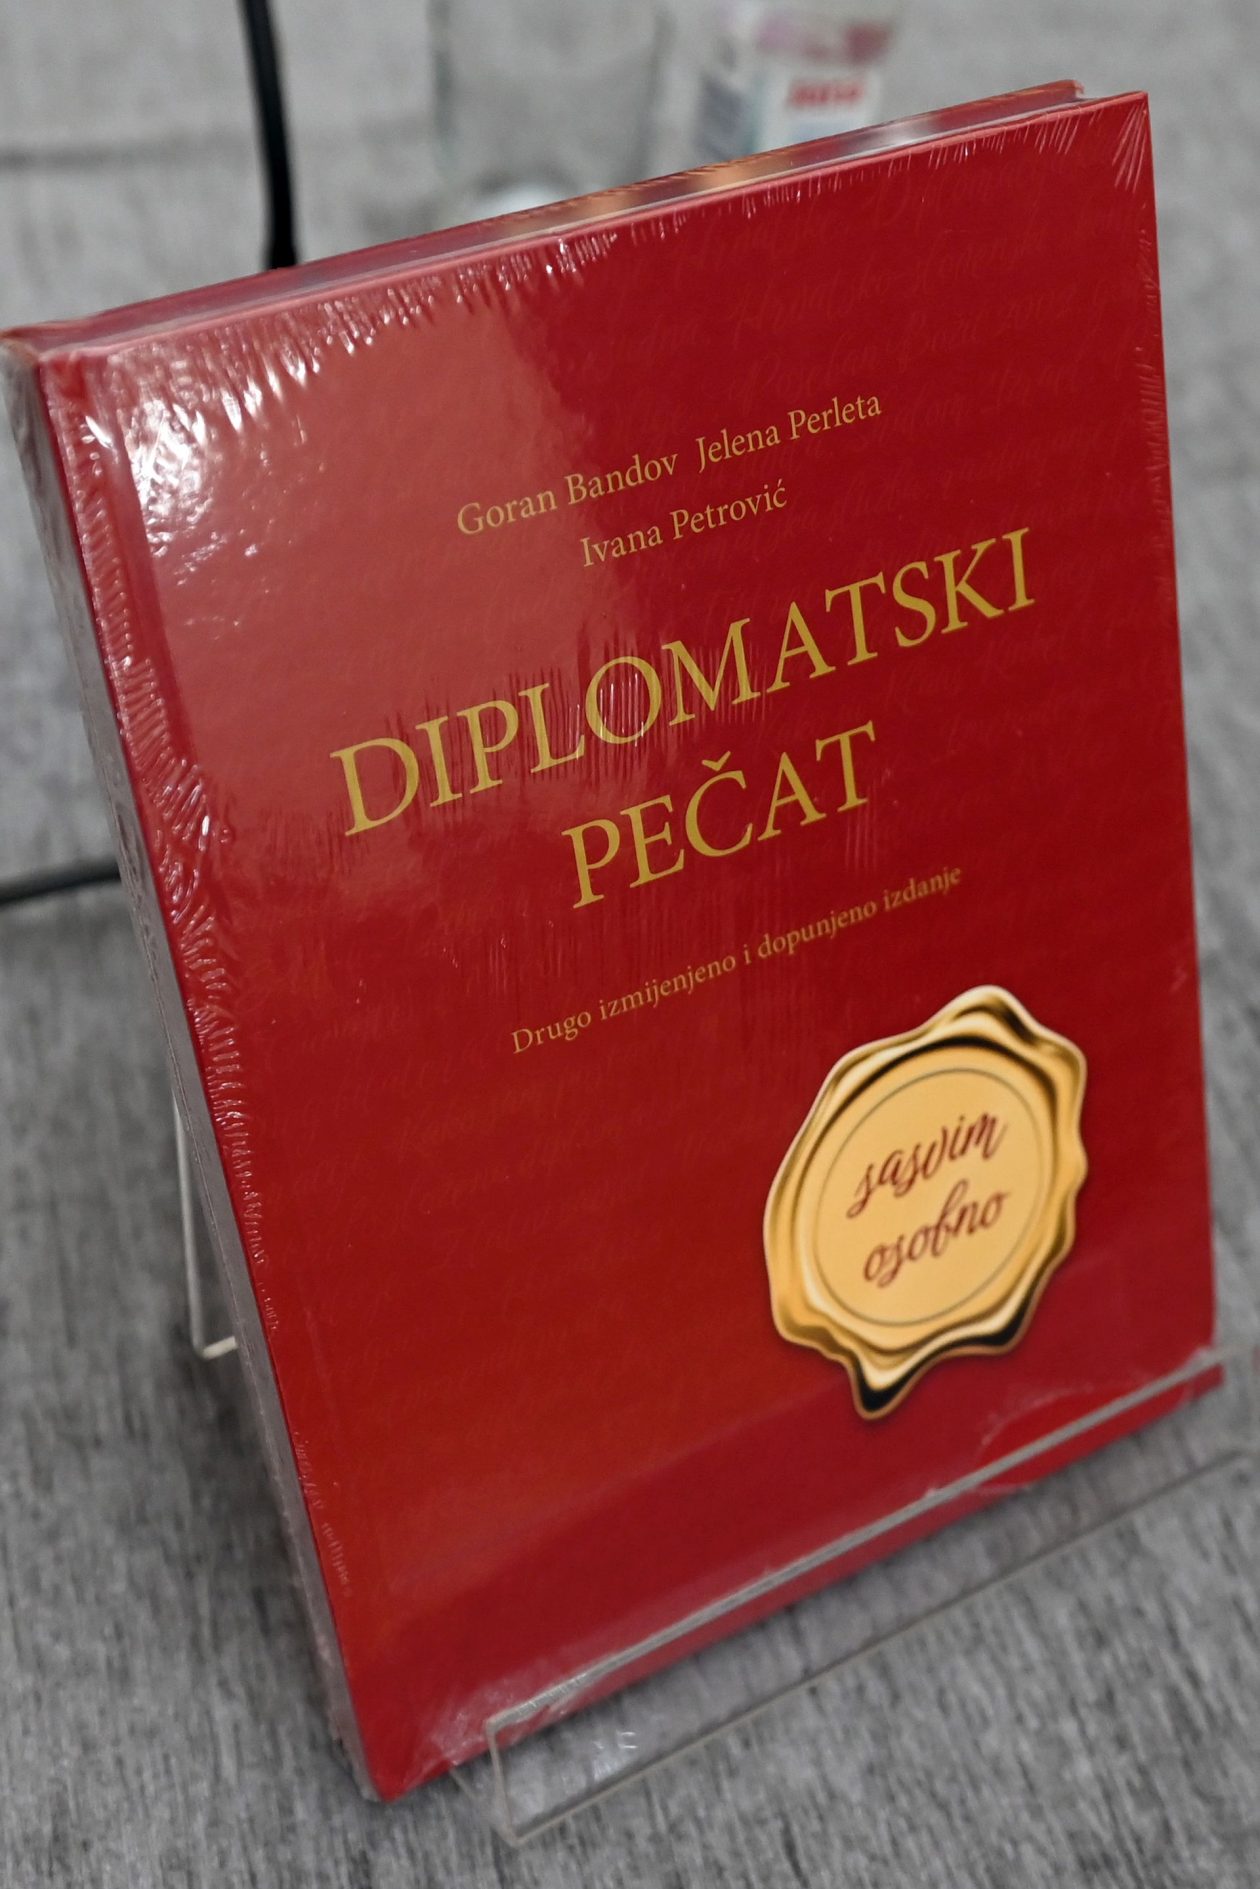 Goran Bandov Jelena Perleta
Ivana Petrović
DIPLOMATSKI
PEČAT
Drugo izmijenjeno i dopunjeno izdanje
sasvim
osobno